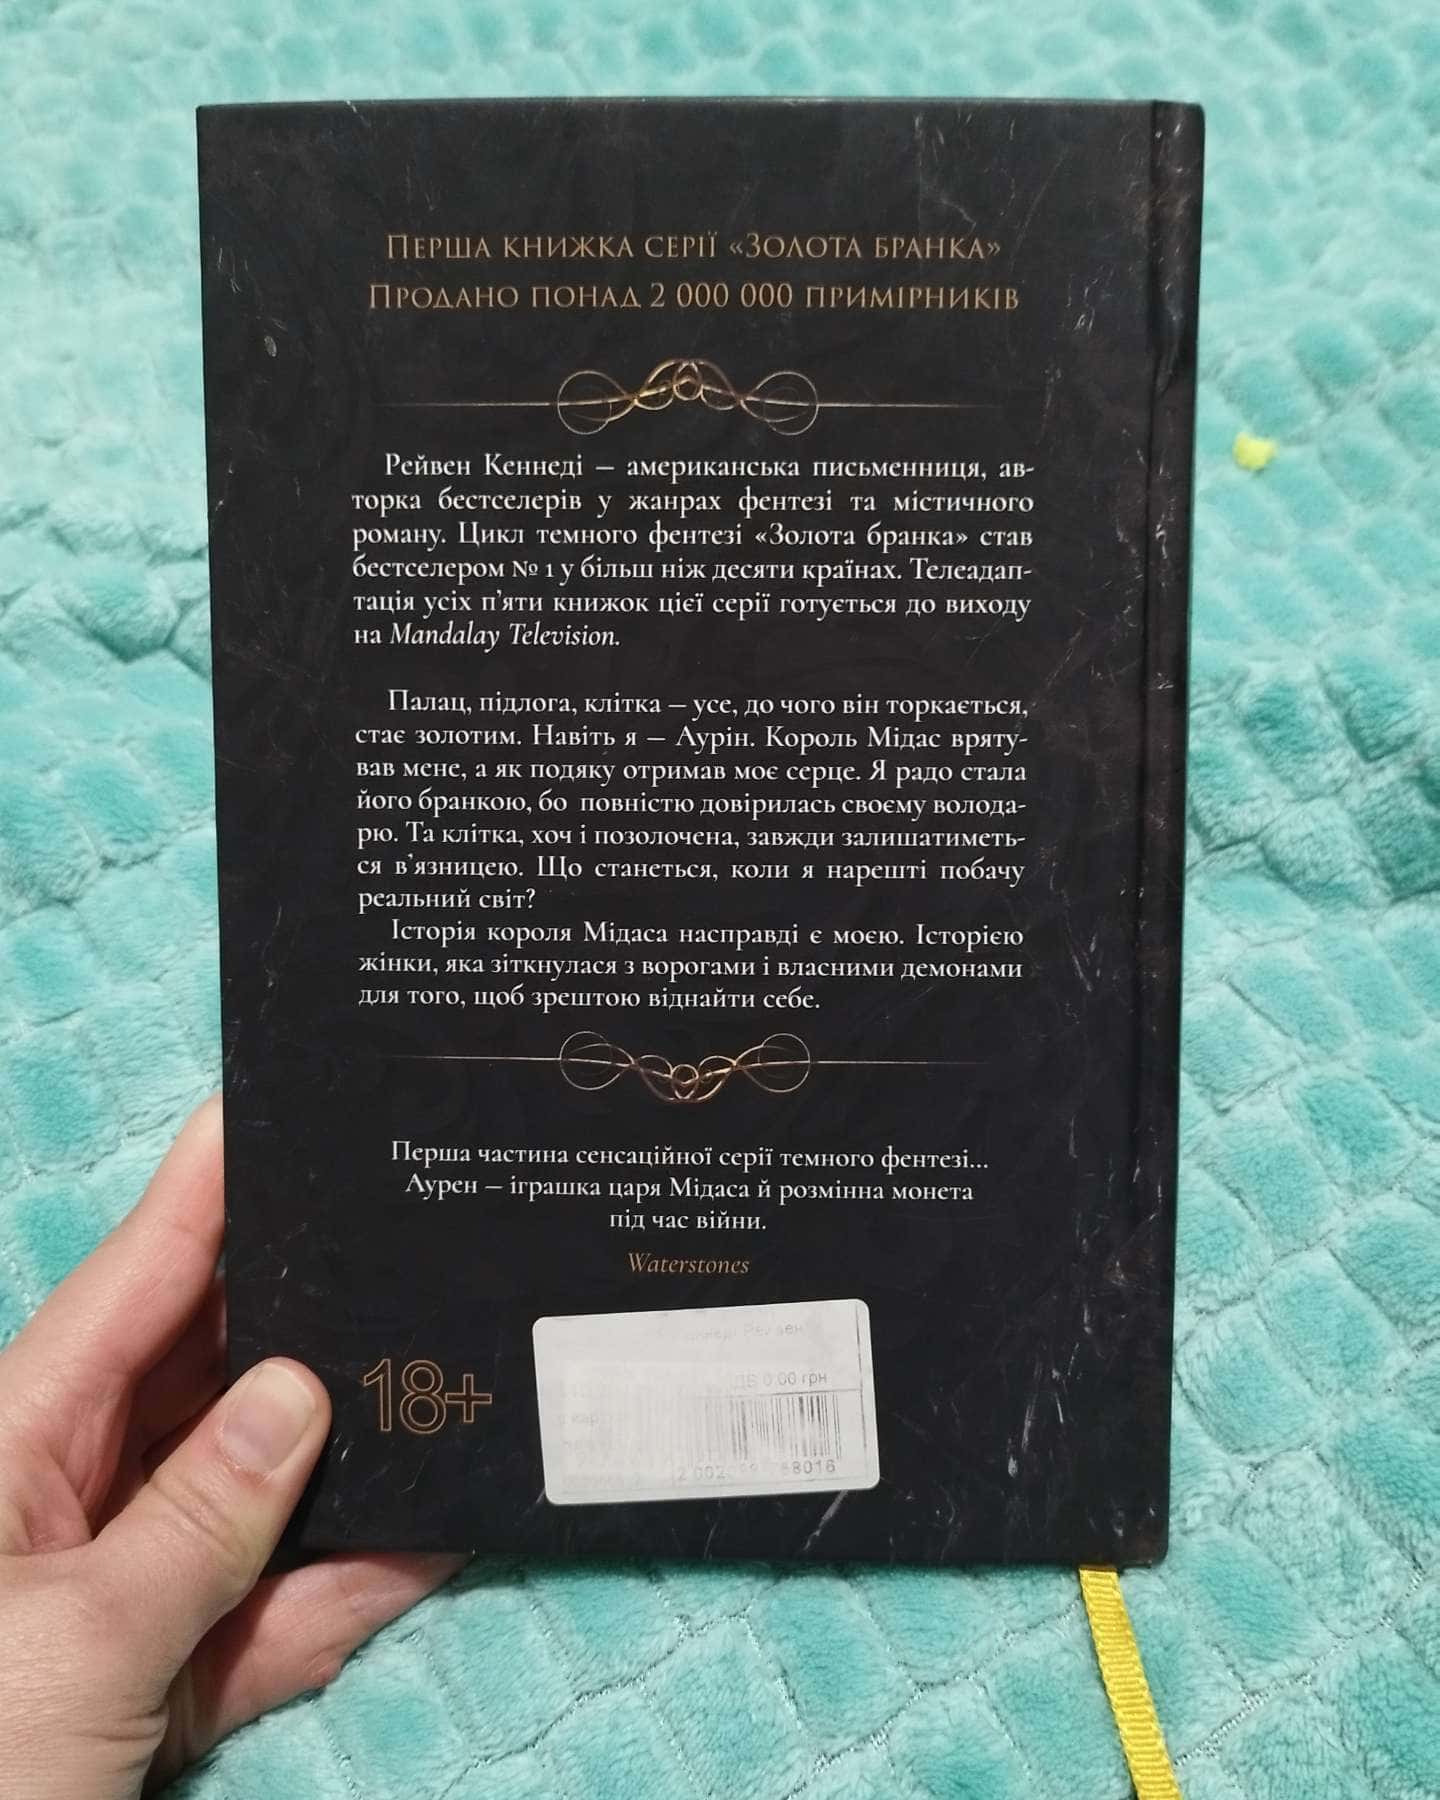 Перша книжка серії «Золота бранка»
Продано понад 2 000 000 примірників
Рейвен Кеннеді – американська письменниця, ав-
торка бестселерів у жанрах фентезі та містичного
роману. Цикл темного фентезі «Золота бранка» став
бестселером № 1 у більш ніж десяти країнах. Телеадап-
тація усіх п'яти книжок цієї серії готується до виходу
на Mandalay Television.
Палац, підлога, клітка – усе, до чого він торкається,
стає золотим. Навіть я – Аурін. Король Мідас вряту-
вав мене, а як подяку отримав моє серце. Я радо стала
його бранкою, бо повністю довірилась своєму волода-
рю. Та клітка, хоч і позолочена, завжди залишатиметь-
ся в'язницею. Що станеться, коли я нарешті побачу
реальний світ?
Історія короля Мідаса насправді є моєю. Історією
жінки, яка зіткнулася з ворогами і власними демонами
для того, щоб зрештою віднайти себе.
Перша частина сенсаційної серії темного фентезі...
Аурен – іграшка царя Мідаса й розмінна монета
під час війни.
Waterstones
18+
0.00 грн